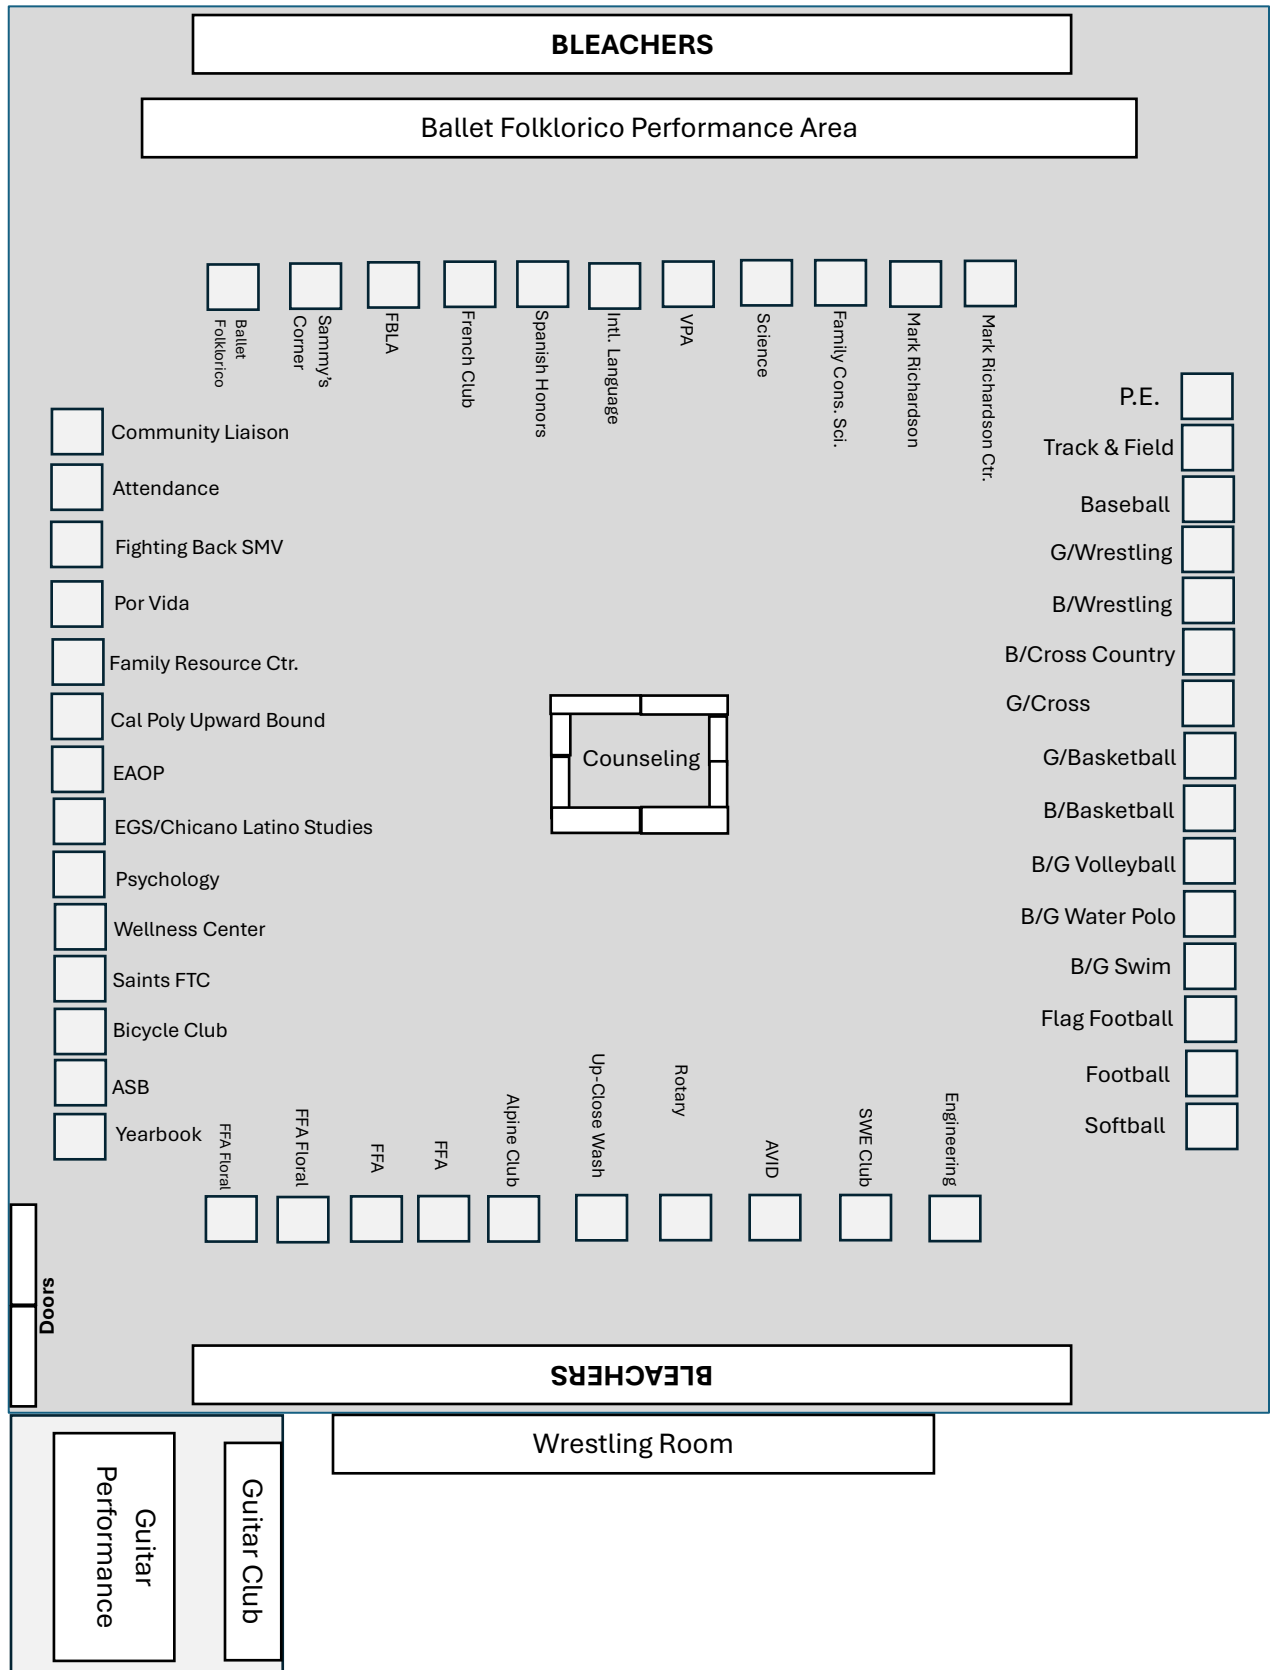 BLEACHERS
Ballet Folklorico Performance Area
Ballet
Folklorico
Sammy's
Corner
FBLA
French Club
Spanish Honors
Intl. Language
VPA
Science
Family Cons. Sci.
Mark Richardson
Mark Richardson Ctr.
Community Liaison
Attendance
Fighting Back SMV
Por Vida
Family Resource Ctr.
Cal Poly Upward Bound
EAOP
EGS/Chicano Latino Studies
Psychology
Wellness Center
Saints FTC
Bicycle Club
ASB
Yearbook
Counseling
P.E.
Track & Field
Baseball
G/Wrestling
B/Wrestling
B/Cross Country
G/Cross
G/Basketball
B/Basketball
B/G Volleyball
B/G Water Polo
B/G Swim
Flag Football
Football
Softball
FFA Floral
FFA Floral
FFA
FFA
Alpine Club
Up-Close Wash
Rotary
AVID
SWE Club
Engineering
Doors
BLEACHERS
Wrestling Room
Guitar
Performance
Guitar Club